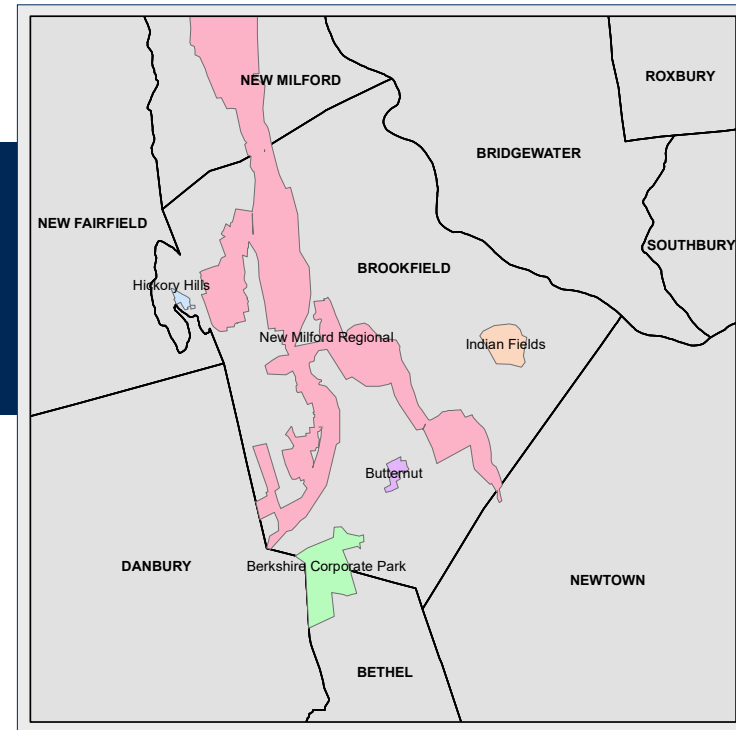 ROXBURY
NEW MILFORD
BRIDGEWATER
NEW FAIRFIELD
SOUTHBURY
BROOKFIELD
Hickory Hills
New Milford Regional
Indian Fields
Butternut
DANBURY
Berkshire Corporate Park
NEWTOWN
BETHEL